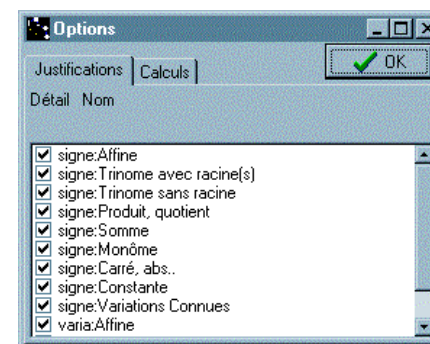 Options
OK
Justifications Calculs
Détail Nom
signe:Affine
signe:Trinome avec racine(s)
signe:Trinome sans racine
signe:Produit, quotient
signe:Somme
signe:Monôme
signe:Carré, abs..
signe:Constante
signe:Variations Connues
varia:Affine